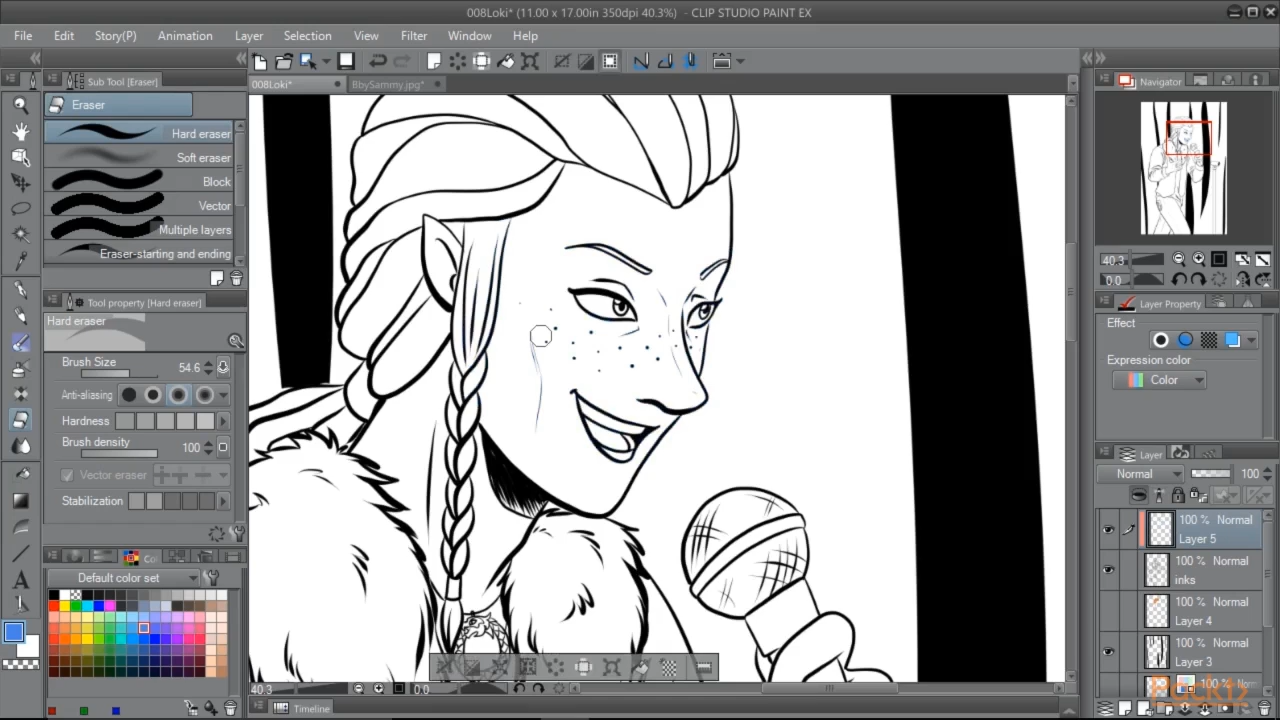 008Loki* (11.00 x 17.00in 350dpi 40.3%) - CLIP STUDIO PAINT EX
File Edit Story(P) Animation Layer Selection View Filter Window Help
Sub Tool [Eraser]
008Loki* BbySammy.jpg*
Navigator
Eraser
Hard eraser
Soft eraser
Block
Vector
Multiple layers
Eraser-starting and ending
Tool property [Hard eraser]
Hard eraser
Brush Size 54.6
Anti-aliasing
Hardness
Brush density 100
Vector eraser
Stabilization
Default color set
40.3
0.0
Layer Property
Effect
Expression color
Color
Layer
Normal 100
100 % Normal
Layer 5
100 % Normal
inks
100 % Normal
Layer 4
100 % Normal
Layer 3
100 %
40.3 0.0
Timeline
Packt